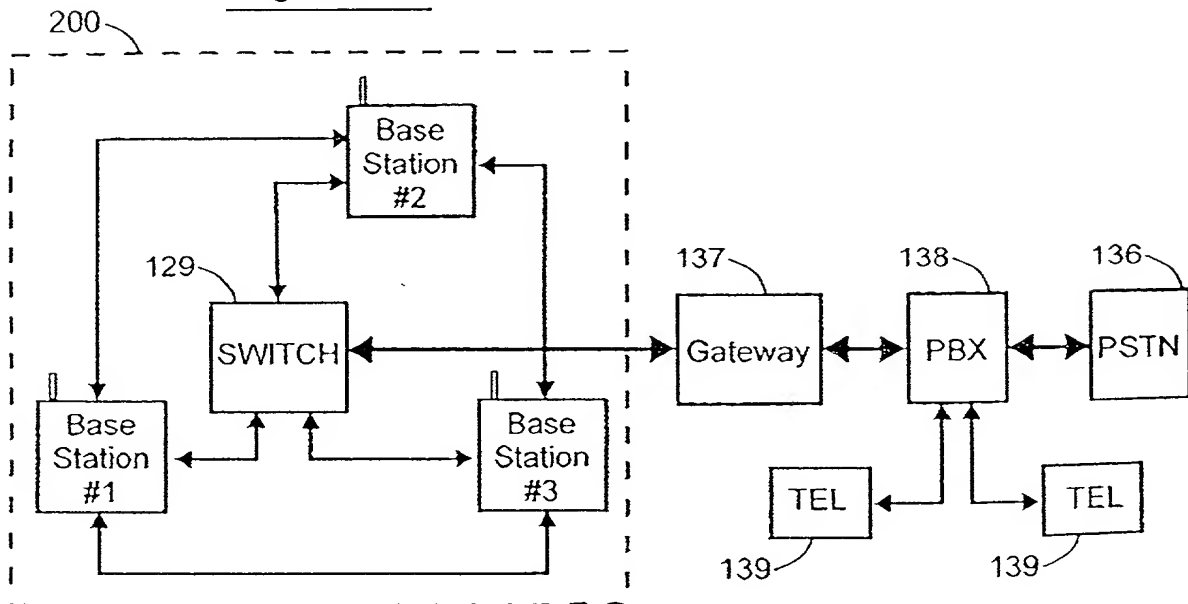 200
Base
Station
#2
129
137
138
136
SWITCH
Gateway
PBX
PSTN
Base
Station
#1
Base
Station
#3
TEL
TEL
139
139